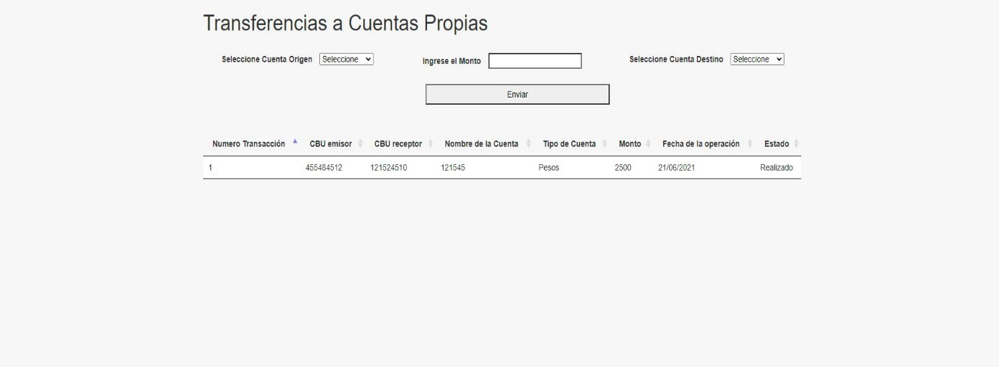 Transferencias a Cuentas Propias
Seleccione Cuenta Origen Seleccione Ingrese el Monto Seleccione Cuenta Destino Seleccione
Enviar
Numero Transacción CBU emisor CBU receptor Nombre de la Cuenta Tipo de Cuenta Monto Fecha de la operación Estado
1 455484512 121524510 121545 Pesos 2500 21/06/2021 Realizado